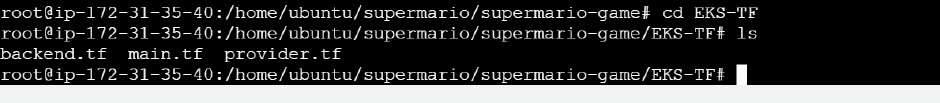 root@ip-172-31-35-40:/home/ubuntu/supermario/supermario-game# cd EKS-TF
root@ip-172-31-35-40:/home/ubuntu/supermario/supermario-game/EKS-TF# ls
backend.tf  main.tf  provider.tf
root@ip-172-31-35-40:/home/ubuntu/supermario/supermario-game/EKS-TF#